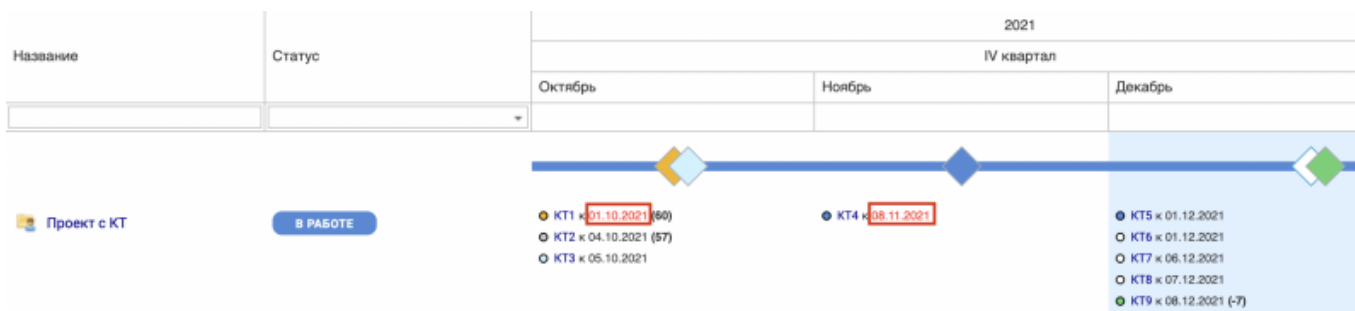 2021
Название
Статус
IV квартал
Октябрь
Ноябрь
Декабрь
Проект с КТ
В РАБОТЕ
КТ1 к 01.10.2021 (60)
КТ2 к 04.10.2021 (57)
КТ3 к 05.10.2021
КТ4 к 08.11.2021
КТ5 к 01.12.2021
КТ6 к 01.12.2021
КТ7 к 06.12.2021
КТ8 к 07.12.2021
КТ9 к 08.12.2021 (-7)